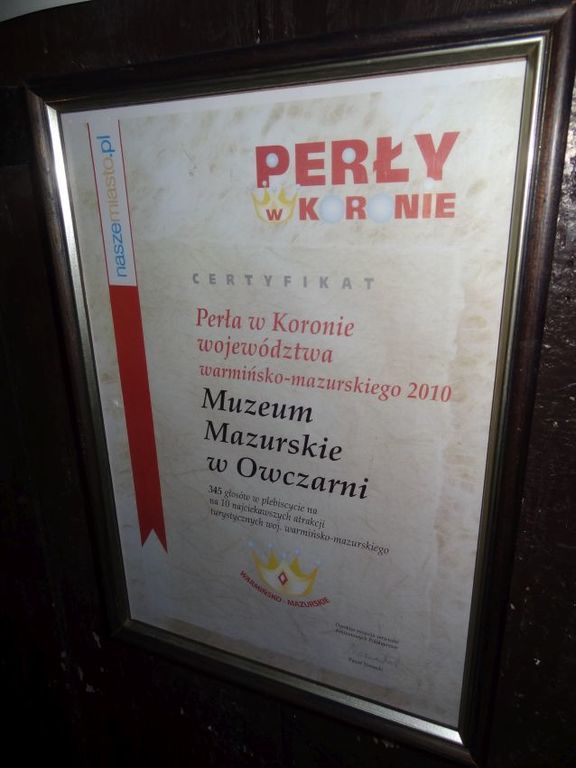 naszemiasto.pl
PERŁY
W KORONIE
CERTYFIKAT
Perła w Koronie
województwa
warmińsko-mazurskiego 2010
Muzeum
Mazurskie
w Owczarni
345 głosów w plebiscycie na
na 10 najciekawszych atrakcji
turystycznych woj. warmińsko-mazurskiego
WARMIŃSKO - MAZURSKIE